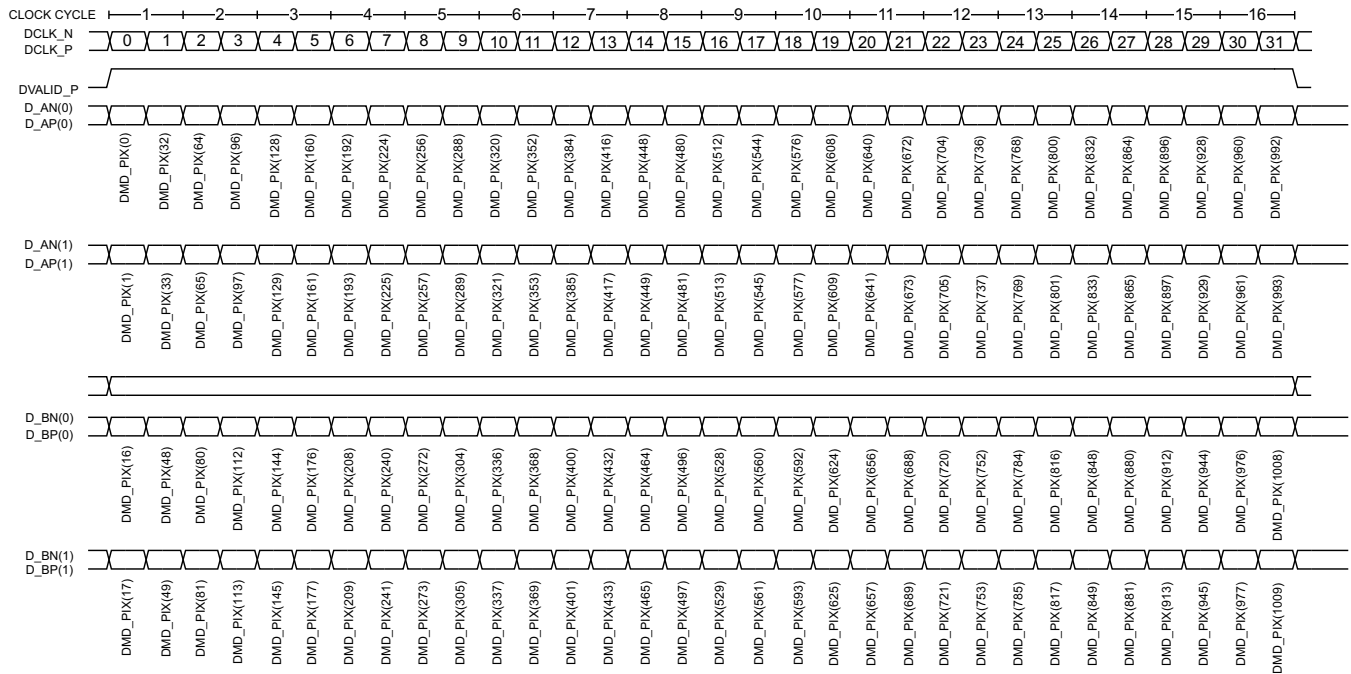 CLOCK CYCLE 1 2 3 4 5 6 7 8 9 10 11 12 13 14 15 16
DCLK_N
DCLK_P
0 1 2 3 4 5 6 7 8 9 10 11 12 13 14 15 16 17 18 19 20 21 22 23 24 25 26 27 28 29 30 31
DVALID_P
D_AN(0)
D_AP(0)
DMD_PIX(0) DMD_PIX(32) DMD_PIX(64) DMD_PIX(96) DMD_PIX(128) DMD_PIX(160) DMD_PIX(192) DMD_PIX(224) DMD_PIX(256) DMD_PIX(288) DMD_PIX(320) DMD_PIX(352) DMD_PIX(384) DMD_PIX(416) DMD_PIX(448) DMD_PIX(480) DMD_PIX(512) DMD_PIX(544) DMD_PIX(576) DMD_PIX(608) DMD_PIX(640) DMD_PIX(672) DMD_PIX(704) DMD_PIX(736) DMD_PIX(768) DMD_PIX(800) DMD_PIX(832) DMD_PIX(864) DMD_PIX(896) DMD_PIX(928) DMD_PIX(960) DMD_PIX(992)
D_AN(1)
D_AP(1)
DMD_PIX(1) DMD_PIX(33) DMD_PIX(65) DMD_PIX(97) DMD_PIX(129) DMD_PIX(161) DMD_PIX(193) DMD_PIX(225) DMD_PIX(257) DMD_PIX(289) DMD_PIX(321) DMD_PIX(353) DMD_PIX(385) DMD_PIX(417) DMD_PIX(449) DMD_PIX(481) DMD_PIX(513) DMD_PIX(545) DMD_PIX(577) DMD_PIX(609) DMD_PIX(641) DMD_PIX(673) DMD_PIX(705) DMD_PIX(737) DMD_PIX(769) DMD_PIX(801) DMD_PIX(833) DMD_PIX(865) DMD_PIX(897) DMD_PIX(929) DMD_PIX(961) DMD_PIX(993)
D_BN(0)
D_BP(0)
DMD_PIX(16) DMD_PIX(48) DMD_PIX(80) DMD_PIX(112) DMD_PIX(144) DMD_PIX(176) DMD_PIX(208) DMD_PIX(240) DMD_PIX(272) DMD_PIX(304) DMD_PIX(336) DMD_PIX(368) DMD_PIX(400) DMD_PIX(432) DMD_PIX(464) DMD_PIX(496) DMD_PIX(528) DMD_PIX(560) DMD_PIX(592) DMD_PIX(624) DMD_PIX(656) DMD_PIX(688) DMD_PIX(720) DMD_PIX(752) DMD_PIX(784) DMD_PIX(816) DMD_PIX(848) DMD_PIX(880) DMD_PIX(912) DMD_PIX(944) DMD_PIX(976) DMD_PIX(1008)
D_BN(1)
D_BP(1)
DMD_PIX(17) DMD_PIX(49) DMD_PIX(81) DMD_PIX(113) DMD_PIX(145) DMD_PIX(177) DMD_PIX(209) DMD_PIX(241) DMD_PIX(273) DMD_PIX(305) DMD_PIX(337) DMD_PIX(369) DMD_PIX(401) DMD_PIX(433) DMD_PIX(465) DMD_PIX(497) DMD_PIX(529) DMD_PIX(561) DMD_PIX(593) DMD_PIX(625) DMD_PIX(657) DMD_PIX(689) DMD_PIX(721) DMD_PIX(753) DMD_PIX(785) DMD_PIX(817) DMD_PIX(849) DMD_PIX(881) DMD_PIX(913) DMD_PIX(945) DMD_PIX(977) DMD_PIX(1009)